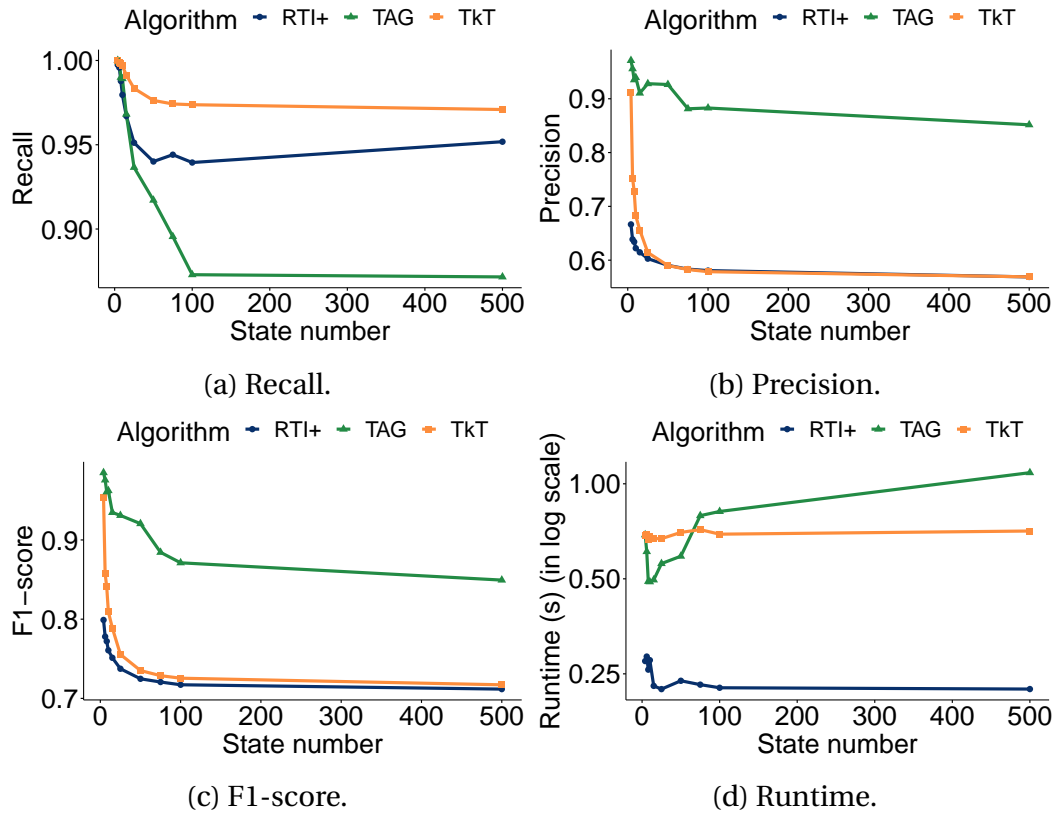 Algorithm RTI+ TAG TkT
1.00
0.95
0.90
Recall
0 100 200 300 400 500
State number
(a) Recall.
Algorithm RTI+ TAG TkT
0.9
0.8
0.7
0.6
Precision
0 100 200 300 400 500
State number
(b) Precision.
Algorithm RTI+ TAG TkT
0.9
0.8
0.7
F1−score
0 100 200 300 400 500
State number
(c) F1-score.
Algorithm RTI+ TAG TkT
1.00
0.50
0.25
Runtime (s) (in log scale)
0 100 200 300 400 500
State number
(d) Runtime.